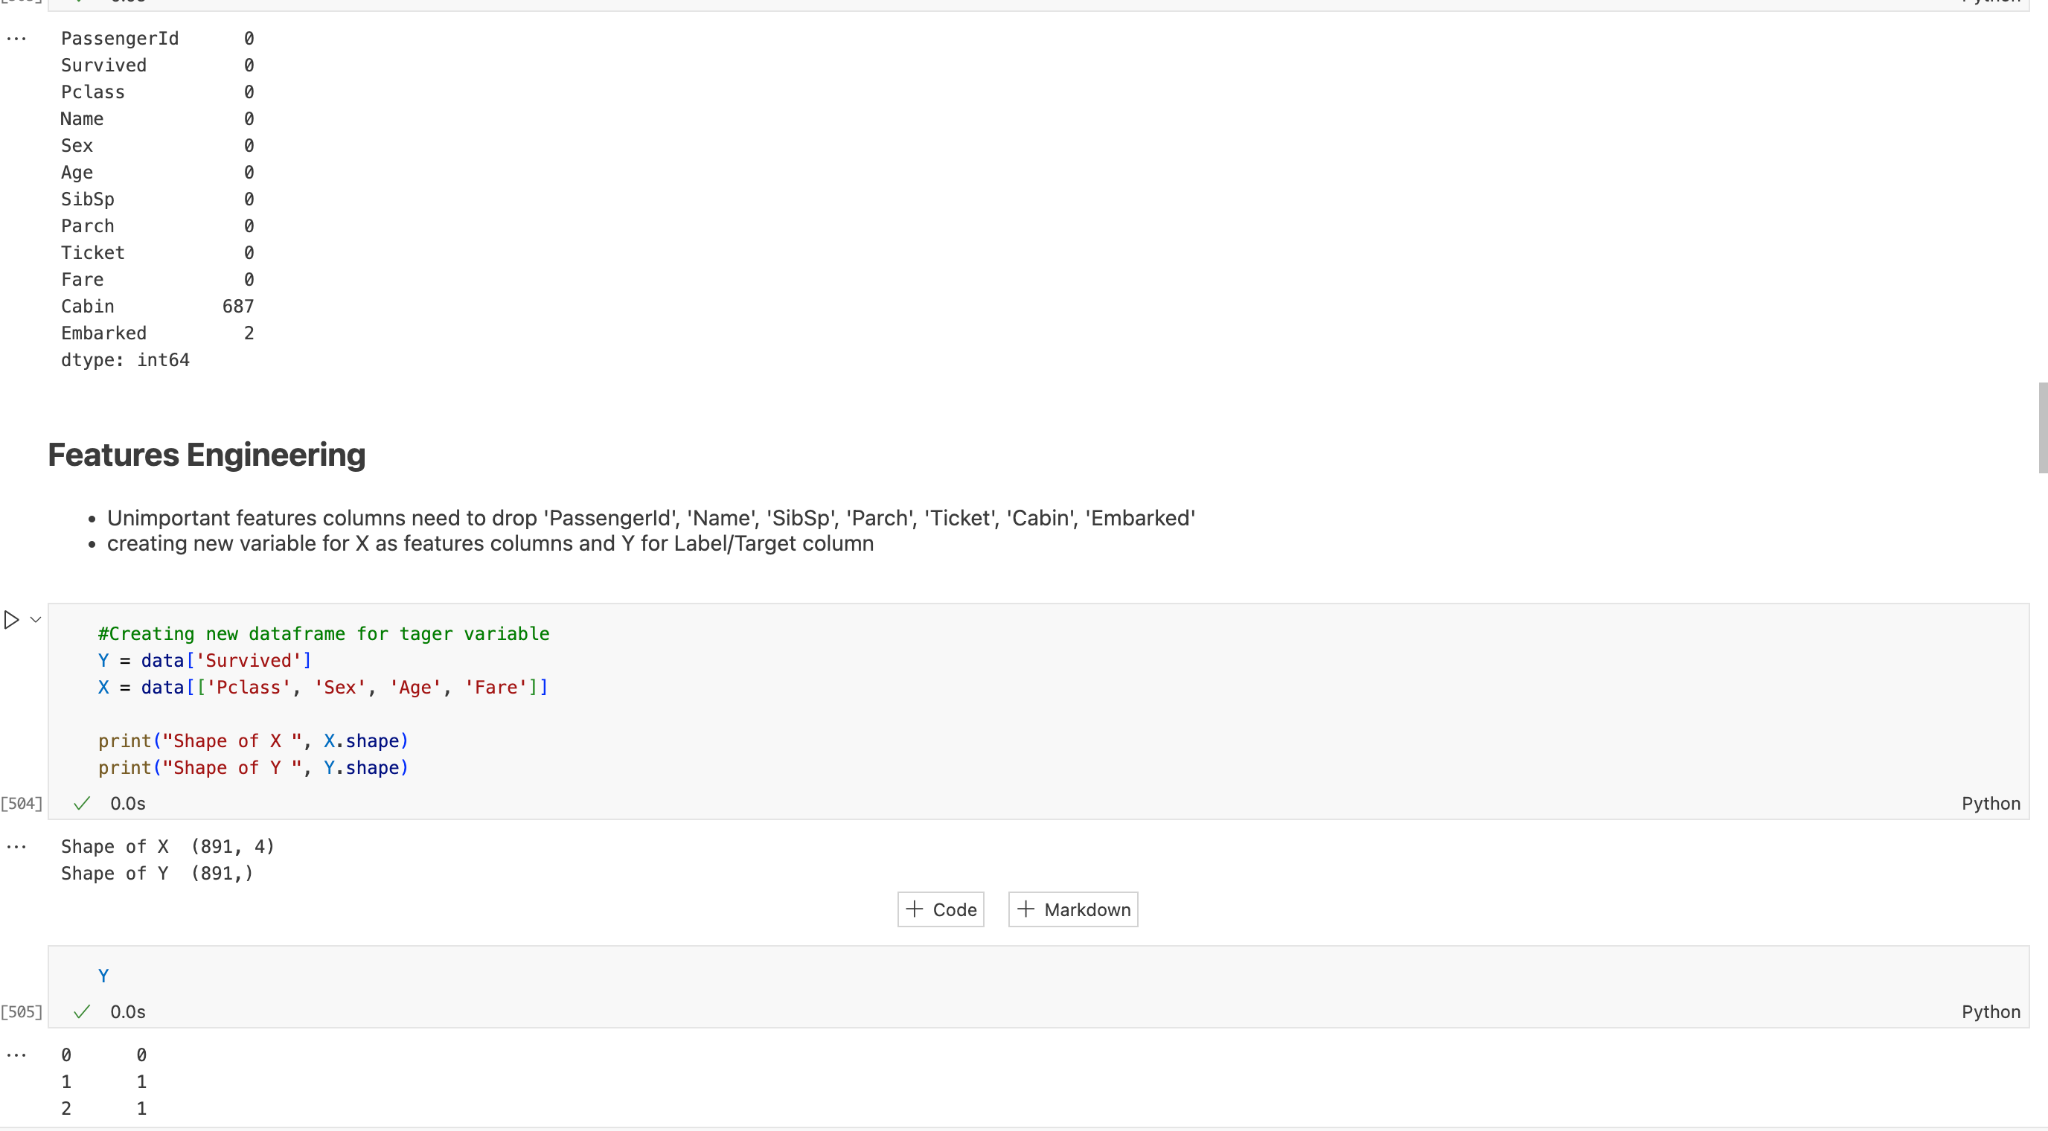 PassengerId 0
Survived 0
Pclass 0
Name 0
Sex 0
Age 0
SibSp 0
Parch 0
Ticket 0
Fare 0
Cabin 687
Embarked 2
dtype: int64
Features Engineering
• Unimportant features columns need to drop 'PassengerId', 'Name', 'SibSp', 'Parch', 'Ticket', 'Cabin', 'Embarked'
• creating new variable for X as features columns and Y for Label/Target column
#Creating new dataframe for tager variable
Y = data['Survived']
X = data[['Pclass', 'Sex', 'Age', 'Fare']]
print("Shape of X ", X.shape)
print("Shape of Y ", Y.shape)
[504] 0.0s Python
Shape of X  (891, 4)
Shape of Y  (891,)
+ Code + Markdown
Y
[505] 0.0s Python
0 0
1 1
2 1